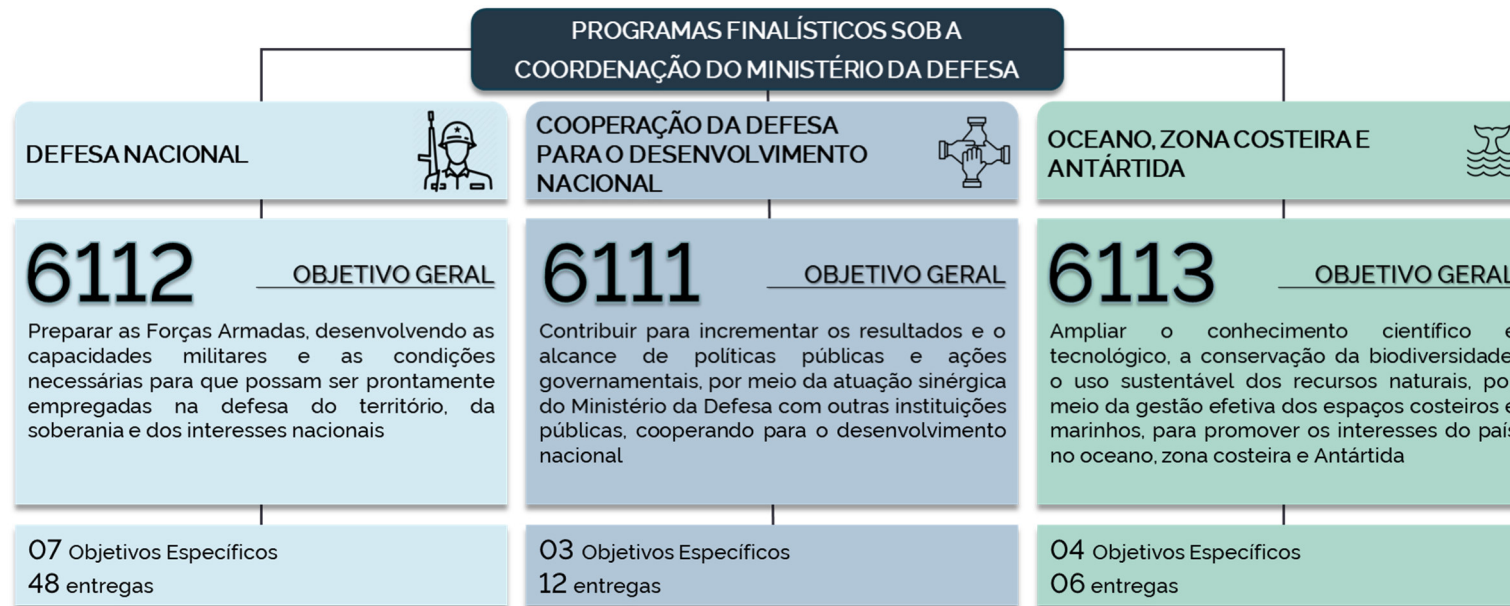 PROGRAMAS FINALÍSTICOS SOB A
COORDENAÇÃO DO MINISTÉRIO DA DEFESA
DEFESA NACIONAL
COOPERAÇÃO DA DEFESA
PARA O DESENVOLVIMENTO
NACIONAL
OCEANO, ZONA COSTEIRA E
ANTÁRTIDA
6112
OBJETIVO GERAL
Preparar as Forças Armadas, desenvolvendo as
capacidades militares e as condições
necessárias para que possam ser prontamente
empregadas na defesa do território, da
soberania e dos interesses nacionais
07 Objetivos Específicos
48 entregas
6111
OBJETIVO GERAL
Contribuir para incrementar os resultados e o
alcance de políticas públicas e ações
governamentais, por meio da atuação sinérgica
do Ministério da Defesa com outras instituições
públicas, cooperando para o desenvolvimento
nacional
03 Objetivos Específicos
12 entregas
6113
OBJETIVO GERAL
Ampliar o conhecimento científico e
tecnológico, a conservação da biodiversidade
o uso sustentável dos recursos naturais, po
meio da gestão efetiva dos espaços costeiros e
marinhos, para promover os interesses do país
no oceano, zona costeira e Antártida
04 Objetivos Específicos
06 entregas